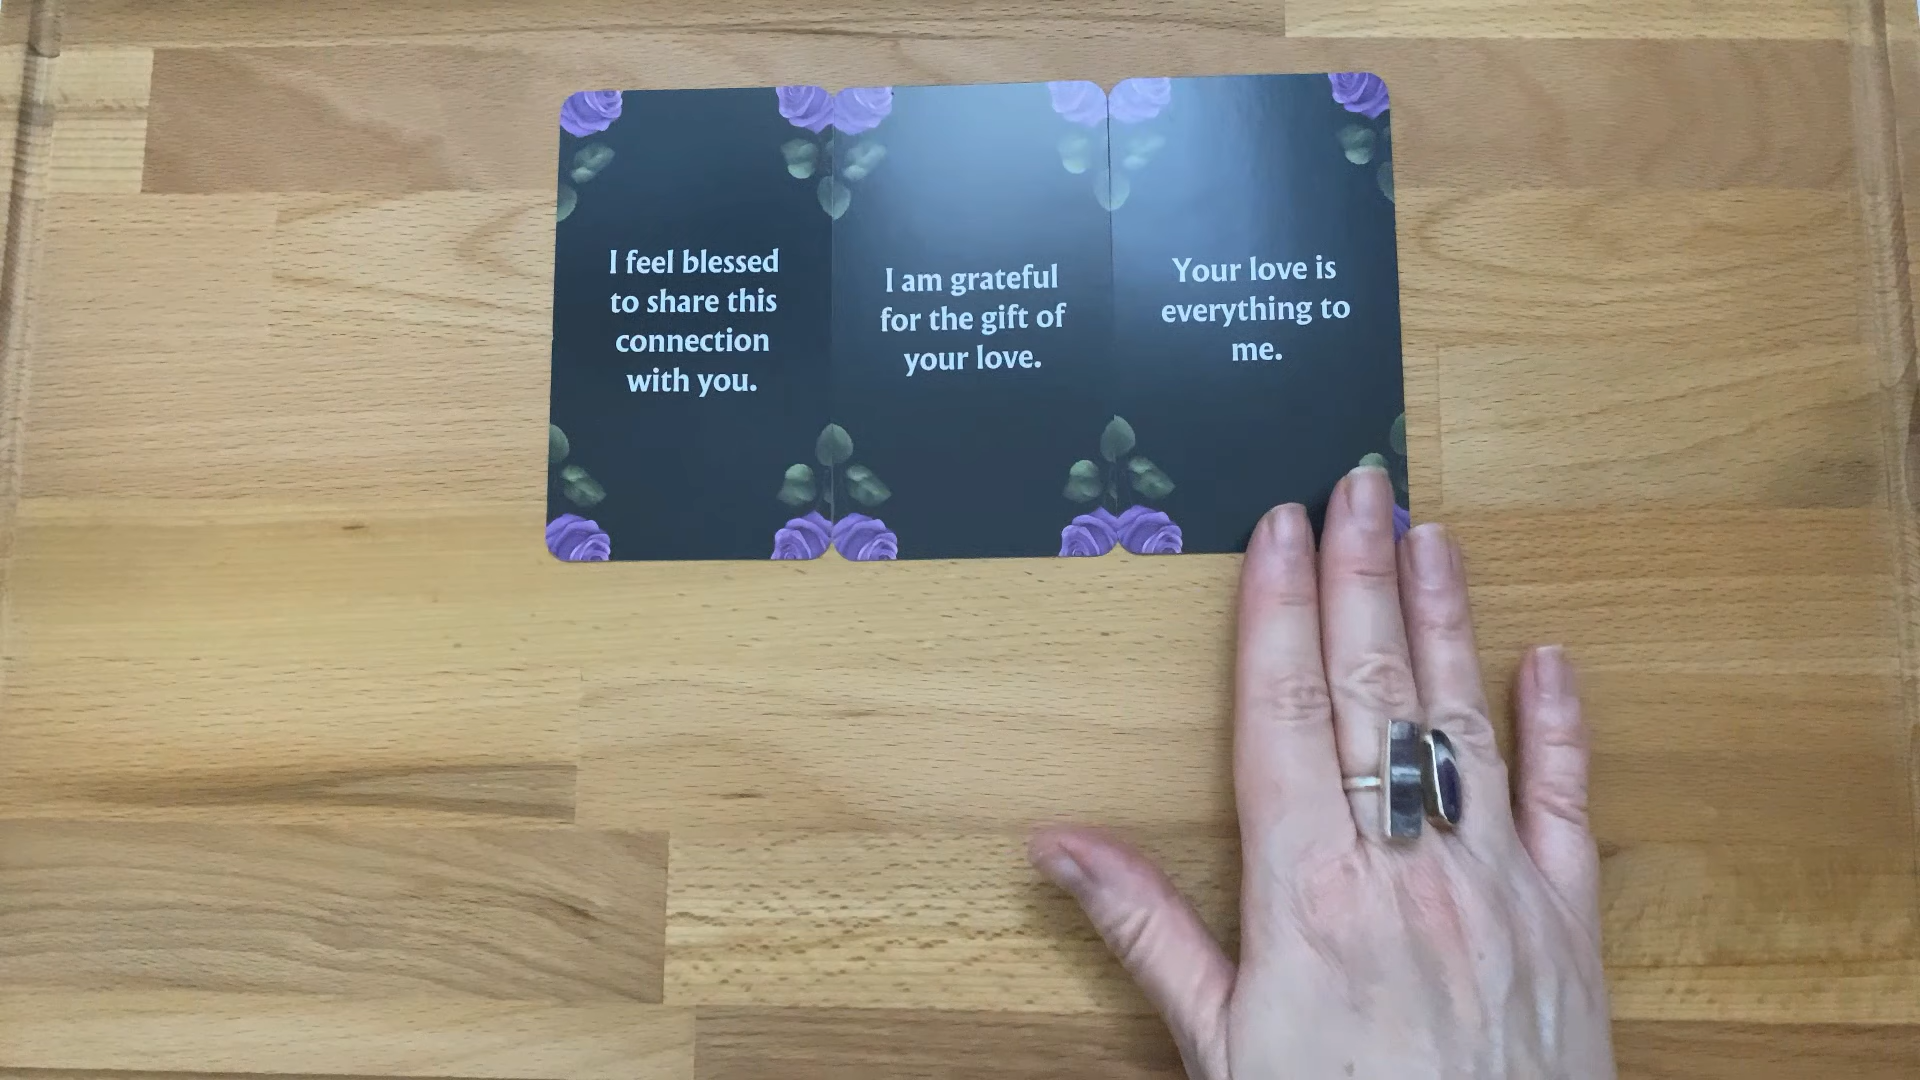 I feel blessed
to share this
connection
with you.
I am grateful
for the gift of
your love.
Your love is
everything to
me.